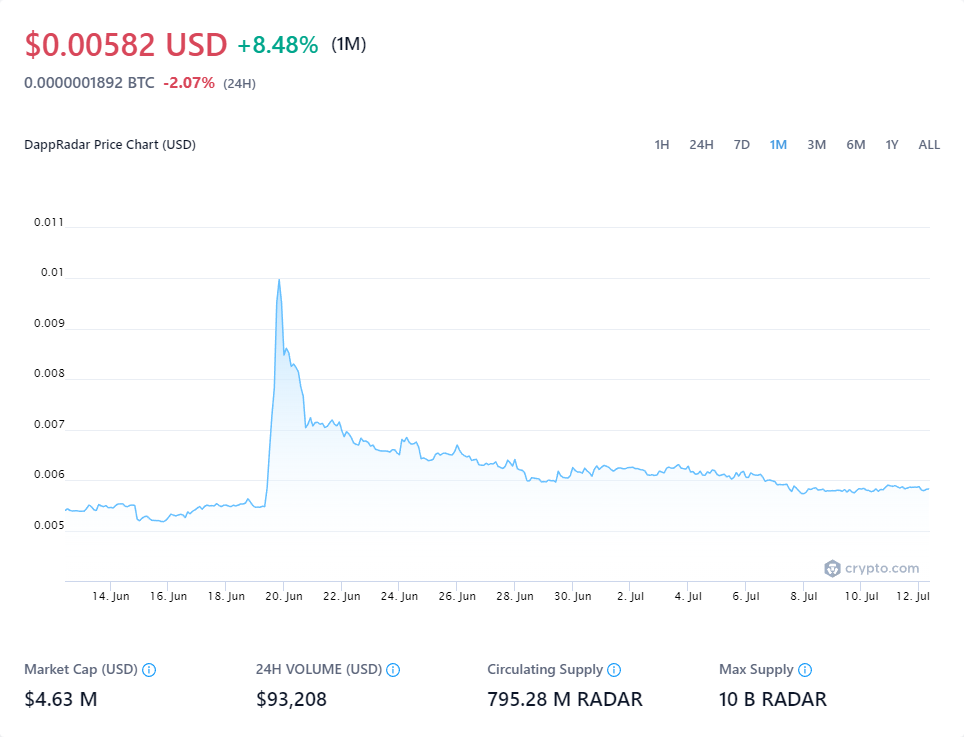 $0.00582 USD +8.48% (1M)
0.0000001892 BTC -2.07% (24H)
DappRadar Price Chart (USD) 1H 24H 7D 1M 3M 6M 1Y ALL
0.011
0.01
0.009
0.008
0.007
0.006
0.005
crypto.com
14. Jun 16. Jun 18. Jun 20. Jun 22. Jun 24. Jun 26. Jun 28. Jun 30. Jun 2. Jul 4. Jul 6. Jul 8. Jul 10. Jul 12. Jul
Market Cap (USD) 24H VOLUME (USD) Circulating Supply Max Supply
$4.63 M $93,208 795.28 M RADAR 10 B RADAR